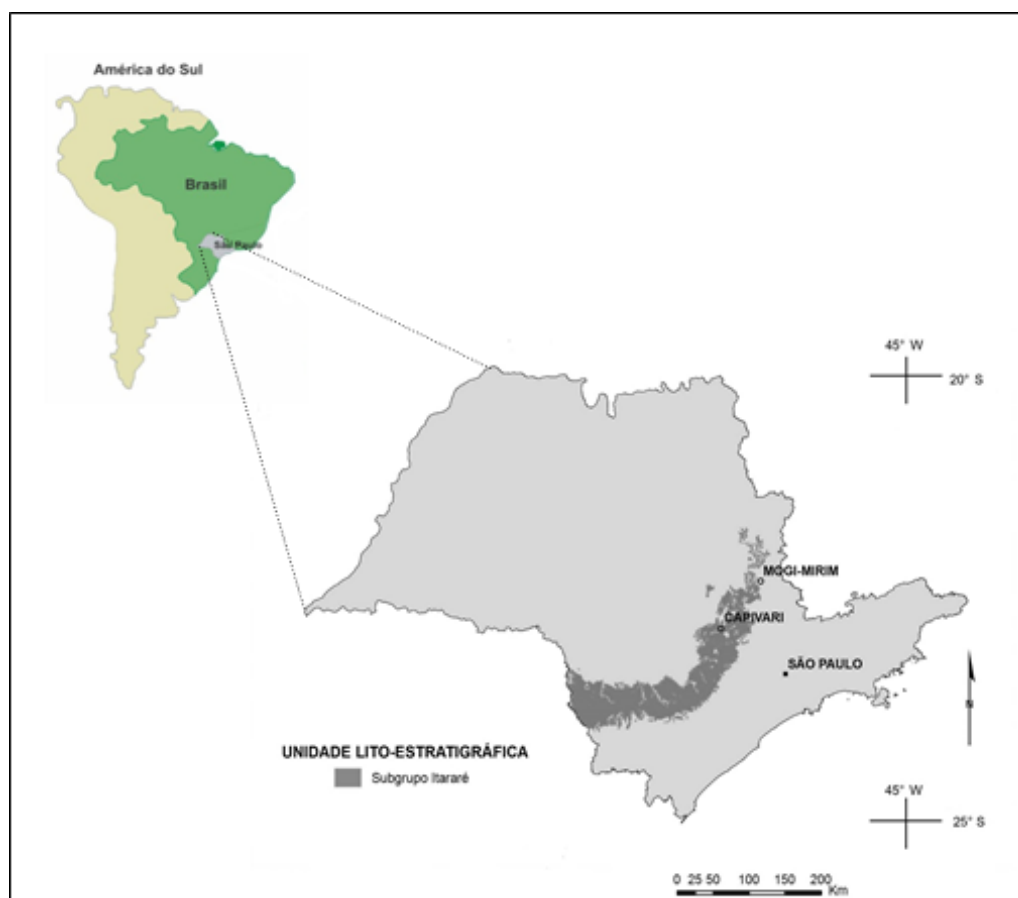 América do Sul
Brasil
São Paulo
45° W
20° S
MOGI-MIRIM
CAPIVARI
SÃO PAULO
N
UNIDADE LITO-ESTRATIGRÁFICA
Subgrupo Itararé
45° W
25° S
0 25 50 100 150 200
Km